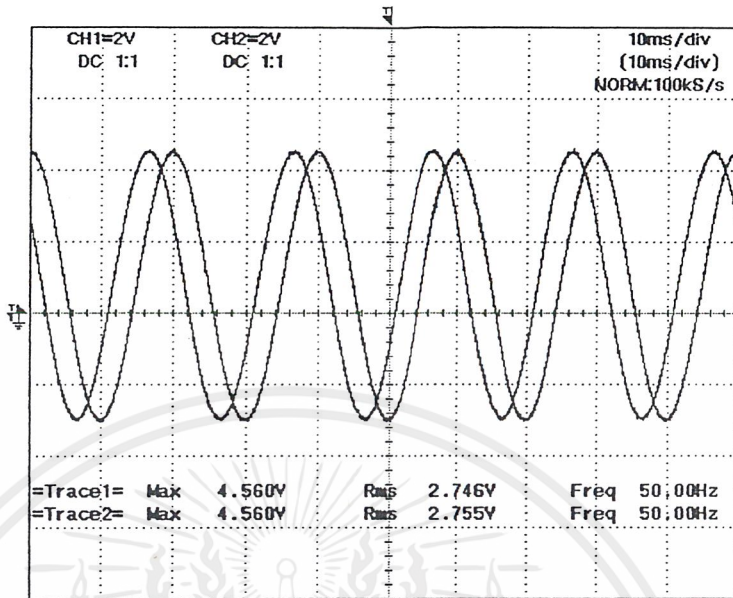 CH1=2V CH2=2V 10ms/div
DC 1:1 DC 1:1 (10ms/div)
NORM:100kS/s
=Trace1= Max 4.560V Rms 2.746V Freq 50.00Hz
=Trace2= Max 4.560V Rms 2.755V Freq 50.00Hz